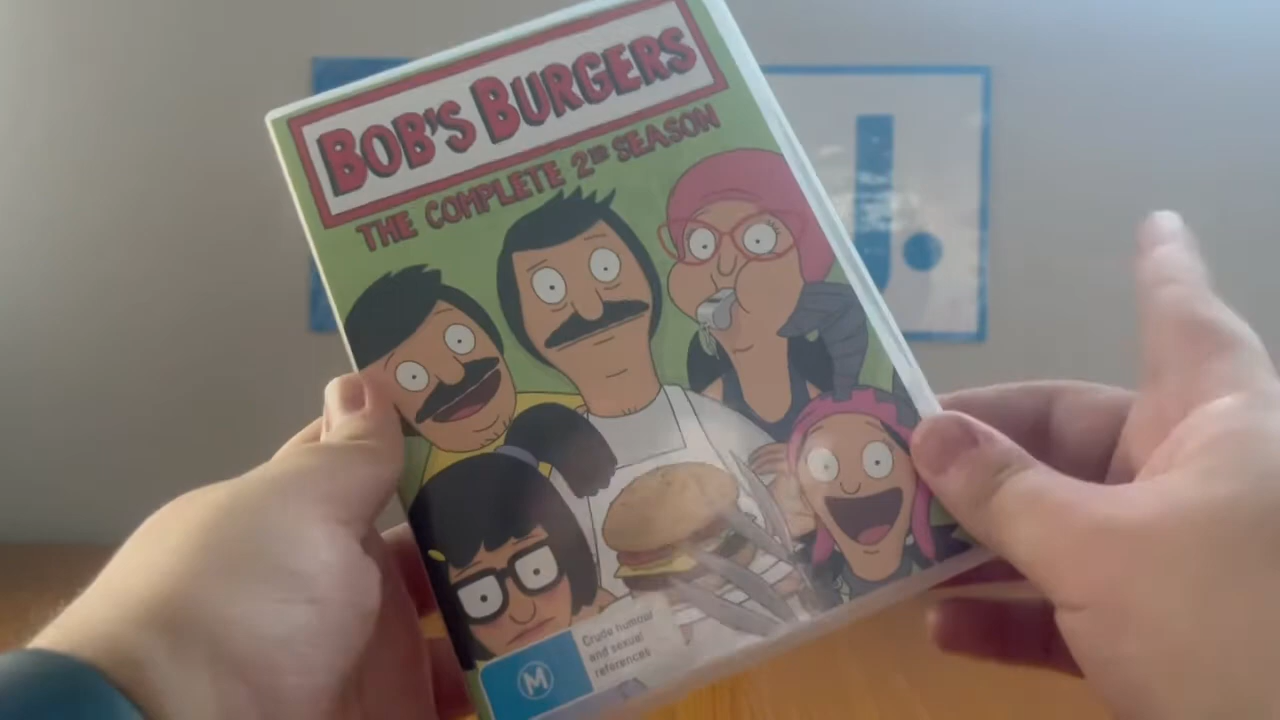 BOB'S BURGERS
THE COMPLETE 2ND SEASON
Crude humour
and sexual
references
M